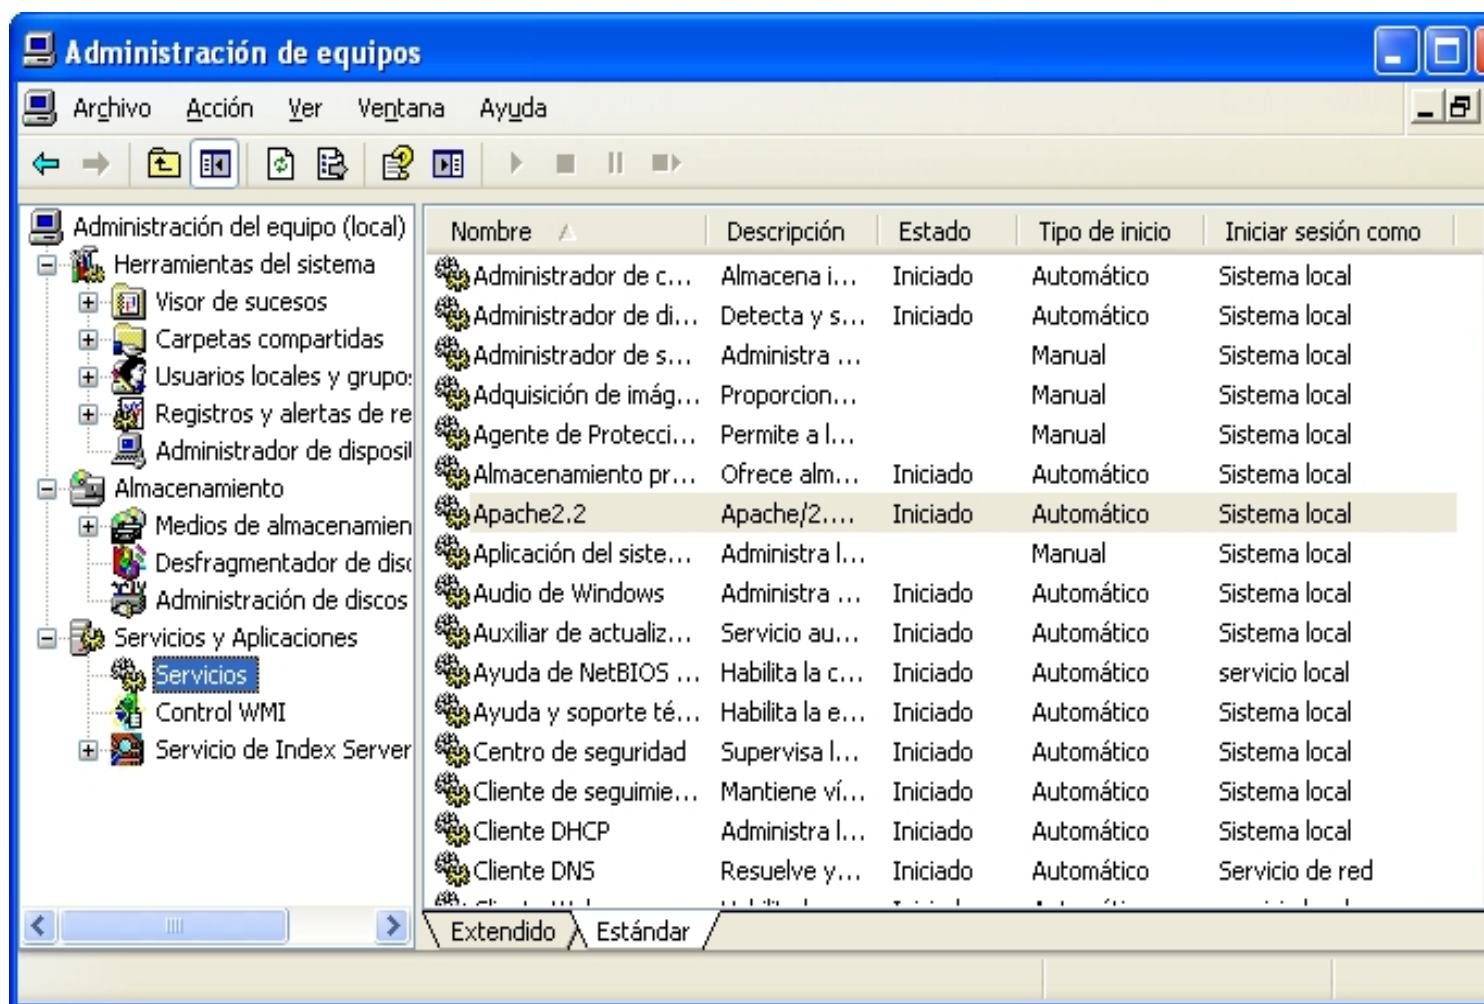 Administración de equipos
Archivo Acción Ver Ventana Ayuda
Administración del equipo (local)
Herramientas del sistema
Visor de sucesos
Carpetas compartidas
Usuarios locales y grupo
Registros y alertas de re
Administrador de disposi
Almacenamiento
Medios de almacenamien
Desfragmentador de dis
Administración de discos
Servicios y Aplicaciones
Servicios
Control WMI
Servicio de Index Server
Nombre Descripción Estado Tipo de inicio Iniciar sesión como
Administrador de c... Almacena i... Iniciado Automático Sistema local
Administrador de di... Detecta y s... Iniciado Automático Sistema local
Administrador de s... Administra ... Manual Sistema local
Adquisición de imág... Proporcion... Manual Sistema local
Agente de Protecci... Permite a l... Manual Sistema local
Almacenamiento pr... Ofrece alm... Iniciado Automático Sistema local
Apache2.2 Apache/2.... Iniciado Automático Sistema local
Aplicación del siste... Administra l... Manual Sistema local
Audio de Windows Administra ... Iniciado Automático Sistema local
Auxiliar de actualiz... Servicio au... Iniciado Automático Sistema local
Ayuda de NetBIOS ... Habilita la c... Iniciado Automático servicio local
Ayuda y soporte té... Habilita la e... Iniciado Automático Sistema local
Centro de seguridad Supervisa l... Iniciado Automático Sistema local
Cliente de seguimie... Mantiene ví... Iniciado Automático Sistema local
Cliente DHCP Administra l... Iniciado Automático Sistema local
Cliente DNS Resuelve y... Iniciado Automático Servicio de red
Extendido Estándar